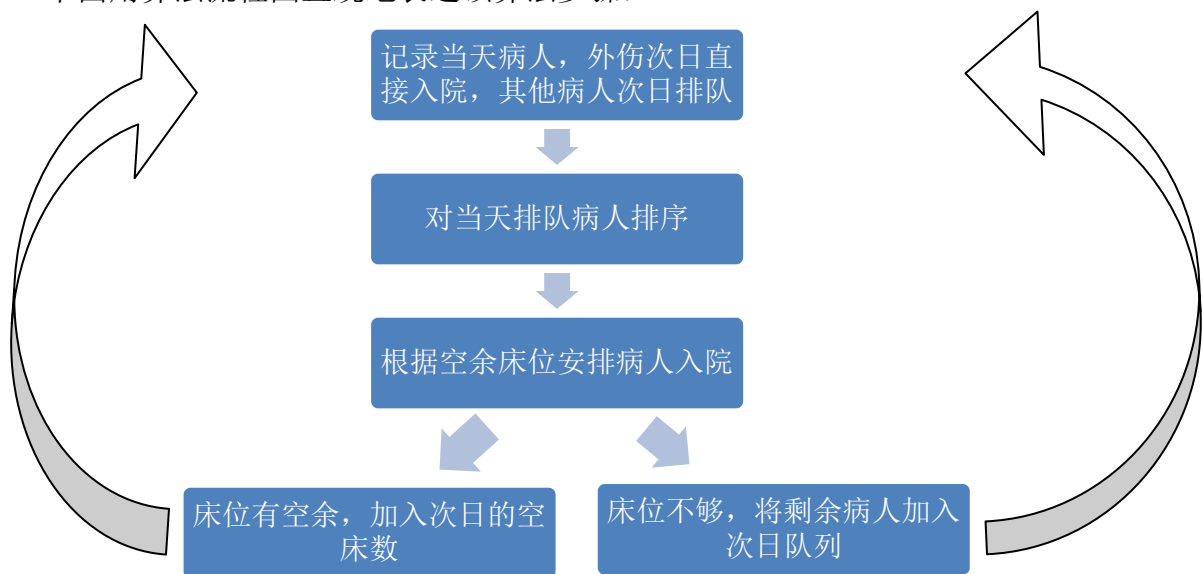 记录当天病人，外伤次日直
接入院，其他病人次日排队
对当天排队病人排序
根据空余床位安排病人入院
床位有空余，加入次日的空
床数
床位不够，将剩余病人加入
次日队列